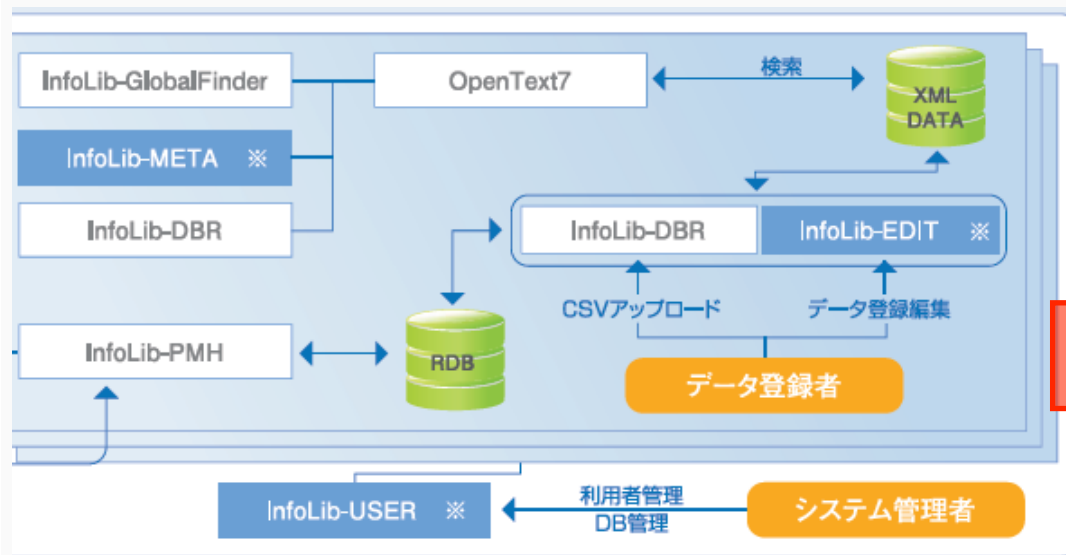 InfoLib-GlobalFinder
OpenText7
検索
XML
DATA
InfoLib-META ※
InfoLib-DBR
InfoLib-DBR
InfoLib-EDIT ※
CSVアップロード
データ登録編集
InfoLib-PMH
RDB
データ登録者
InfoLib-USER ※
利用者管理
DB管理
システム管理者